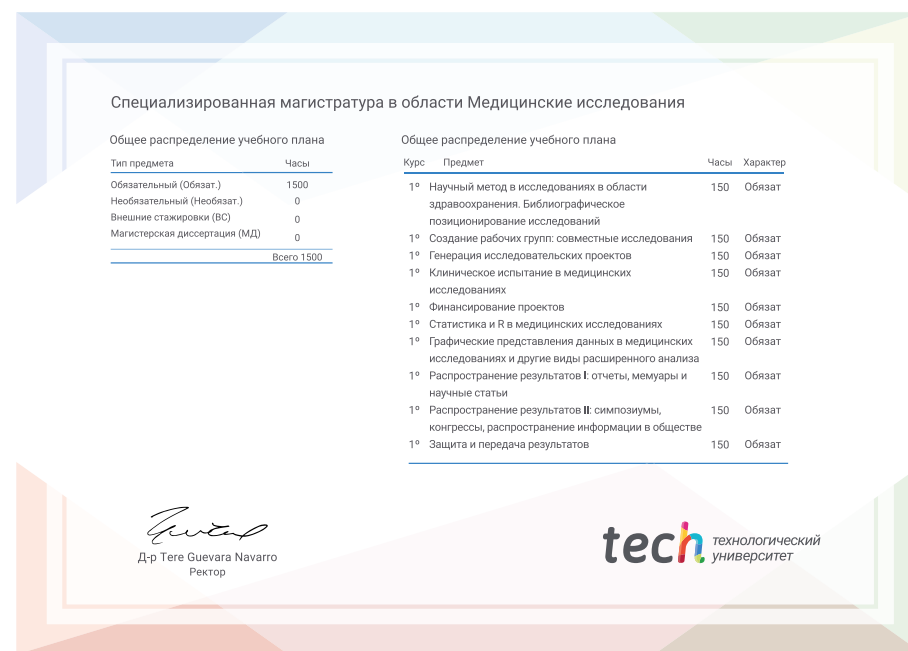 Специализированная магистратура в области Медицинские исследования
Общее распределение учебного плана
Тип предмета Часы
Обязательный (Обязат.) 1500
Необязательный (Необязат.) 0
Внешние стажировки (ВС) 0
Магистерская диссертация (МД) 0
Всего 1500
Общее распределение учебного плана
Курс Предмет Часы Характер
1º Научный метод в исследованиях в области 150 Обязат
здравоохранения. Библиографическое
позиционирование исследований
1º Создание рабочих групп: совместные исследования 150 Обязат
1º Генерация исследовательских проектов 150 Обязат
1º Клиническое испытание в медицинских 150 Обязат
исследованиях
1º Финансирование проектов 150 Обязат
1º Статистика и R в медицинских исследованиях 150 Обязат
1º Графические представления данных в медицинских 150 Обязат
исследованиях и другие виды расширенного анализа
1º Распространение результатов I: отчеты, мемуары и 150 Обязат
научные статьи
1º Распространение результатов II: симпозиумы, 150 Обязат
конгрессы, распространение информации в обществе
1º Защита и передача результатов 150 Обязат
Д-р Tere Guevara Navarro
Ректор
tech технологический
университет